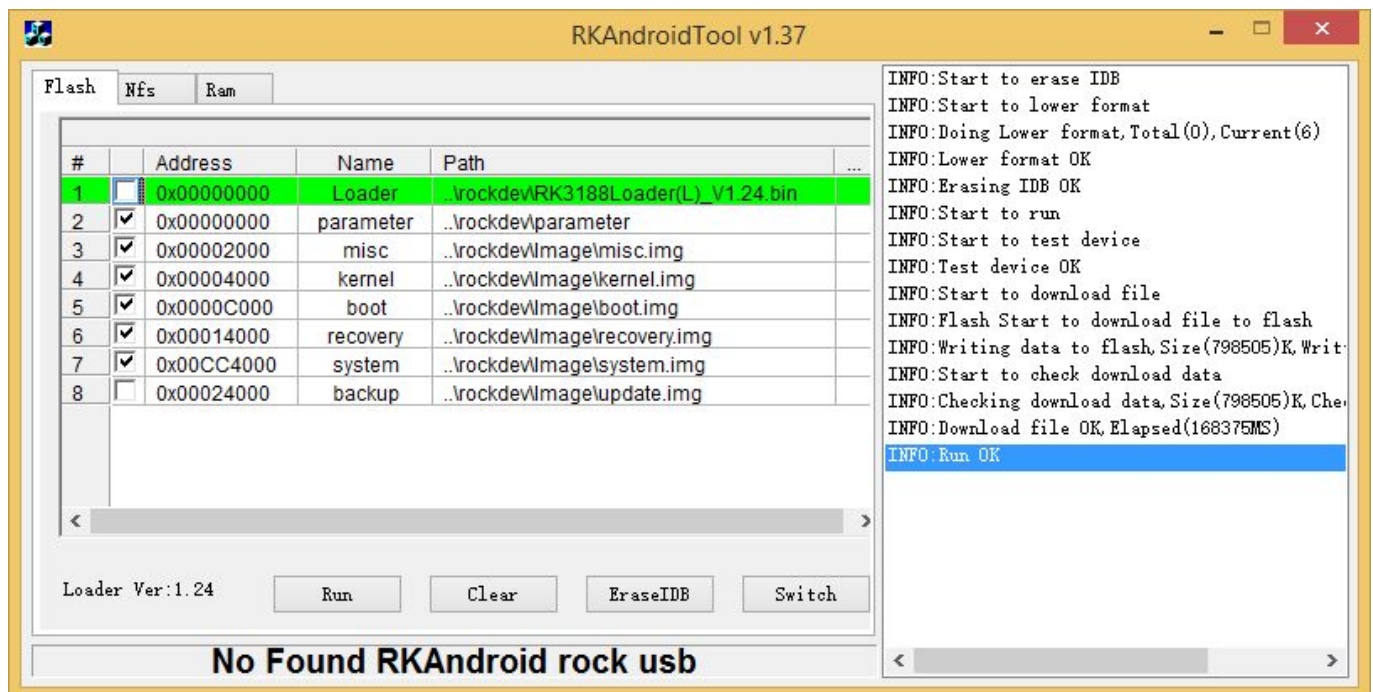 RKAndroidTool v1.37
Flash Nfs Ram
# Address Name Path ...
1 0x00000000 Loader ..\rockdev\RK3188Loader(L)_V1.24.bin
2 0x00000000 parameter ..\rockdev\parameter
3 0x00002000 misc ..\rockdev\Image\misc.img
4 0x00004000 kernel ..\rockdev\Image\kernel.img
5 0x0000C000 boot ..\rockdev\Image\boot.img
6 0x00014000 recovery ..\rockdev\Image\recovery.img
7 0x00CC4000 system ..\rockdev\Image\system.img
8 0x00024000 backup ..\rockdev\Image\update.img
Loader Ver:1.24 Run Clear EraseIDB Switch
No Found RKAndroid rock usb
INFO:Start to erase IDB
INFO:Start to lower format
INFO:Doing Lower format,Total(0),Current(6)
INFO:Lower format OK
INFO:Erasing IDB OK
INFO:Start to run
INFO:Start to test device
INFO:Test device OK
INFO:Start to download file
INFO:Flash Start to download file to flash
INFO:Writing data to flash,Size(798505)K,Writ
INFO:Start to check download data
INFO:Checking download data,Size(798505)K,Che
INFO:Download file OK,Elapsed(168375MS)
INFO:Run OK